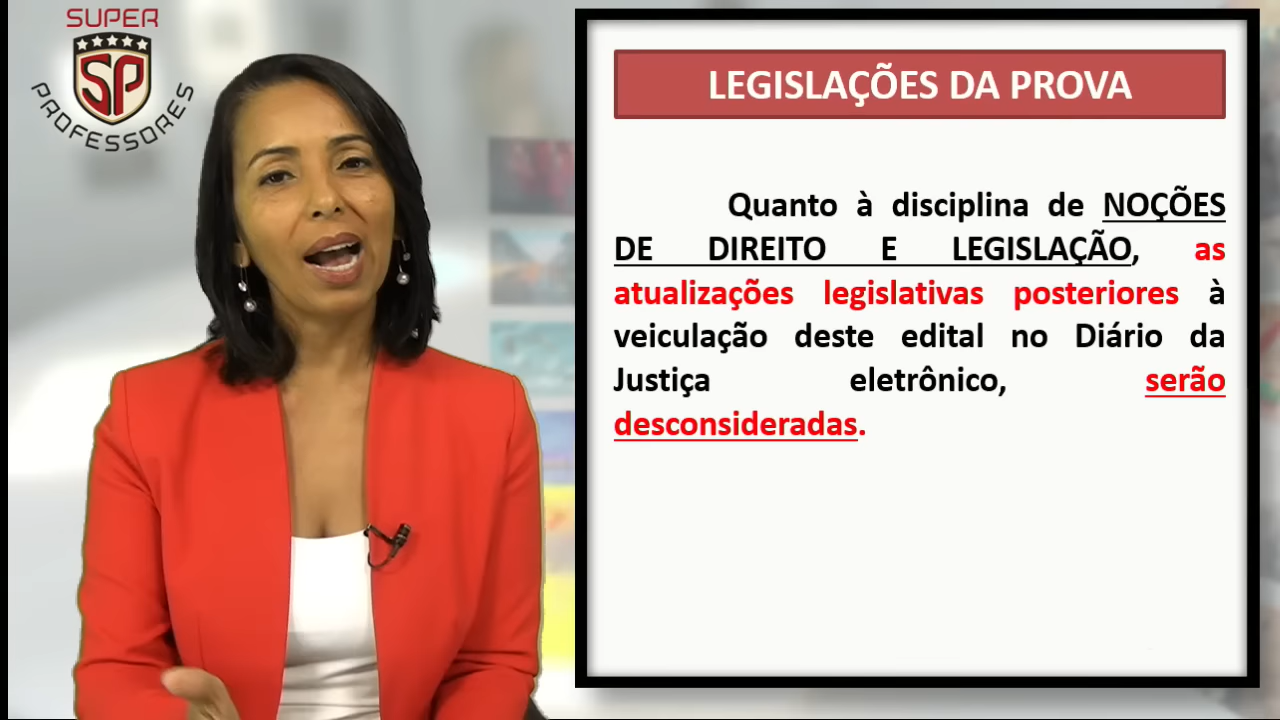 SUPER
SP
PROFESSORES
LEGISLAÇÕES DA PROVA
Quanto à disciplina de NOÇÕES
DE DIREITO E LEGISLAÇÃO, as
atualizações legislativas posteriores à
veiculação deste edital no Diário da
Justiça eletrônico, serão
desconsideradas.